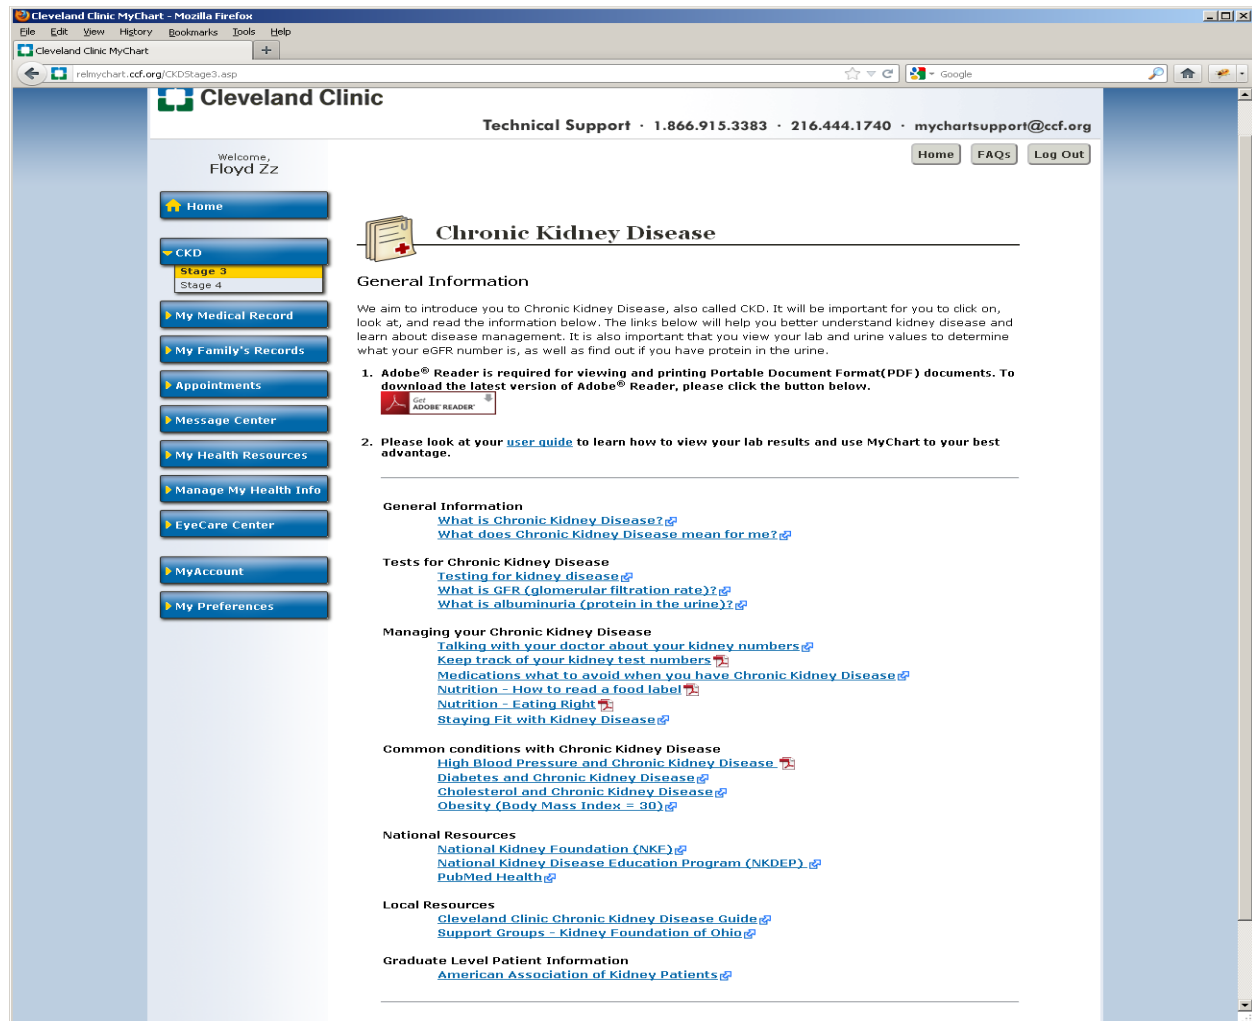 Cleveland Clinic MyChart - Mozilla Firefox
File Edit View History Bookmarks Tools Help
Cleveland Clinic MyChart +
relmychart.ccf.org/CKDStage3.asp Google
Cleveland Clinic
Technical Support · 1.866.915.3383 · 216.444.1740 · mychartsupport@ccf.org
Welcome,
Floyd Zz
Home FAQs Log Out
Home
CKD
Stage 3
Stage 4
My Medical Record
My Family's Records
Appointments
Message Center
My Health Resources
Manage My Health Info
EyeCare Center
MyAccount
My Preferences
Chronic Kidney Disease
General Information
We aim to introduce you to Chronic Kidney Disease, also called CKD. It will be important for you to click on,
look at, and read the information below. The links below will help you better understand kidney disease and
learn about disease management. It is also important that you view your lab and urine values to determine
what your eGFR number is, as well as find out if you have protein in the urine.
1. Adobe® Reader is required for viewing and printing Portable Document Format(PDF) documents. To
download the latest version of Adobe® Reader, please click the button below.
Get
ADOBE® READER®
2. Please look at your user guide to learn how to view your lab results and use MyChart to your best
advantage.
General Information
What is Chronic Kidney Disease?
What does Chronic Kidney Disease mean for me?
Tests for Chronic Kidney Disease
Testing for kidney disease
What is GFR (glomerular filtration rate)?
What is albuminuria (protein in the urine)?
Managing your Chronic Kidney Disease
Talking with your doctor about your kidney numbers
Keep track of your kidney test numbers
Medications what to avoid when you have Chronic Kidney Disease
Nutrition - How to read a food label
Nutrition - Eating Right
Staying Fit with Kidney Disease
Common conditions with Chronic Kidney Disease
High Blood Pressure and Chronic Kidney Disease
Diabetes and Chronic Kidney Disease
Cholesterol and Chronic Kidney Disease
Obesity (Body Mass Index = 30)
National Resources
National Kidney Foundation (NKF)
National Kidney Disease Education Program (NKDEP)
PubMed Health
Local Resources
Cleveland Clinic Chronic Kidney Disease Guide
Support Groups - Kidney Foundation of Ohio
Graduate Level Patient Information
American Association of Kidney Patients